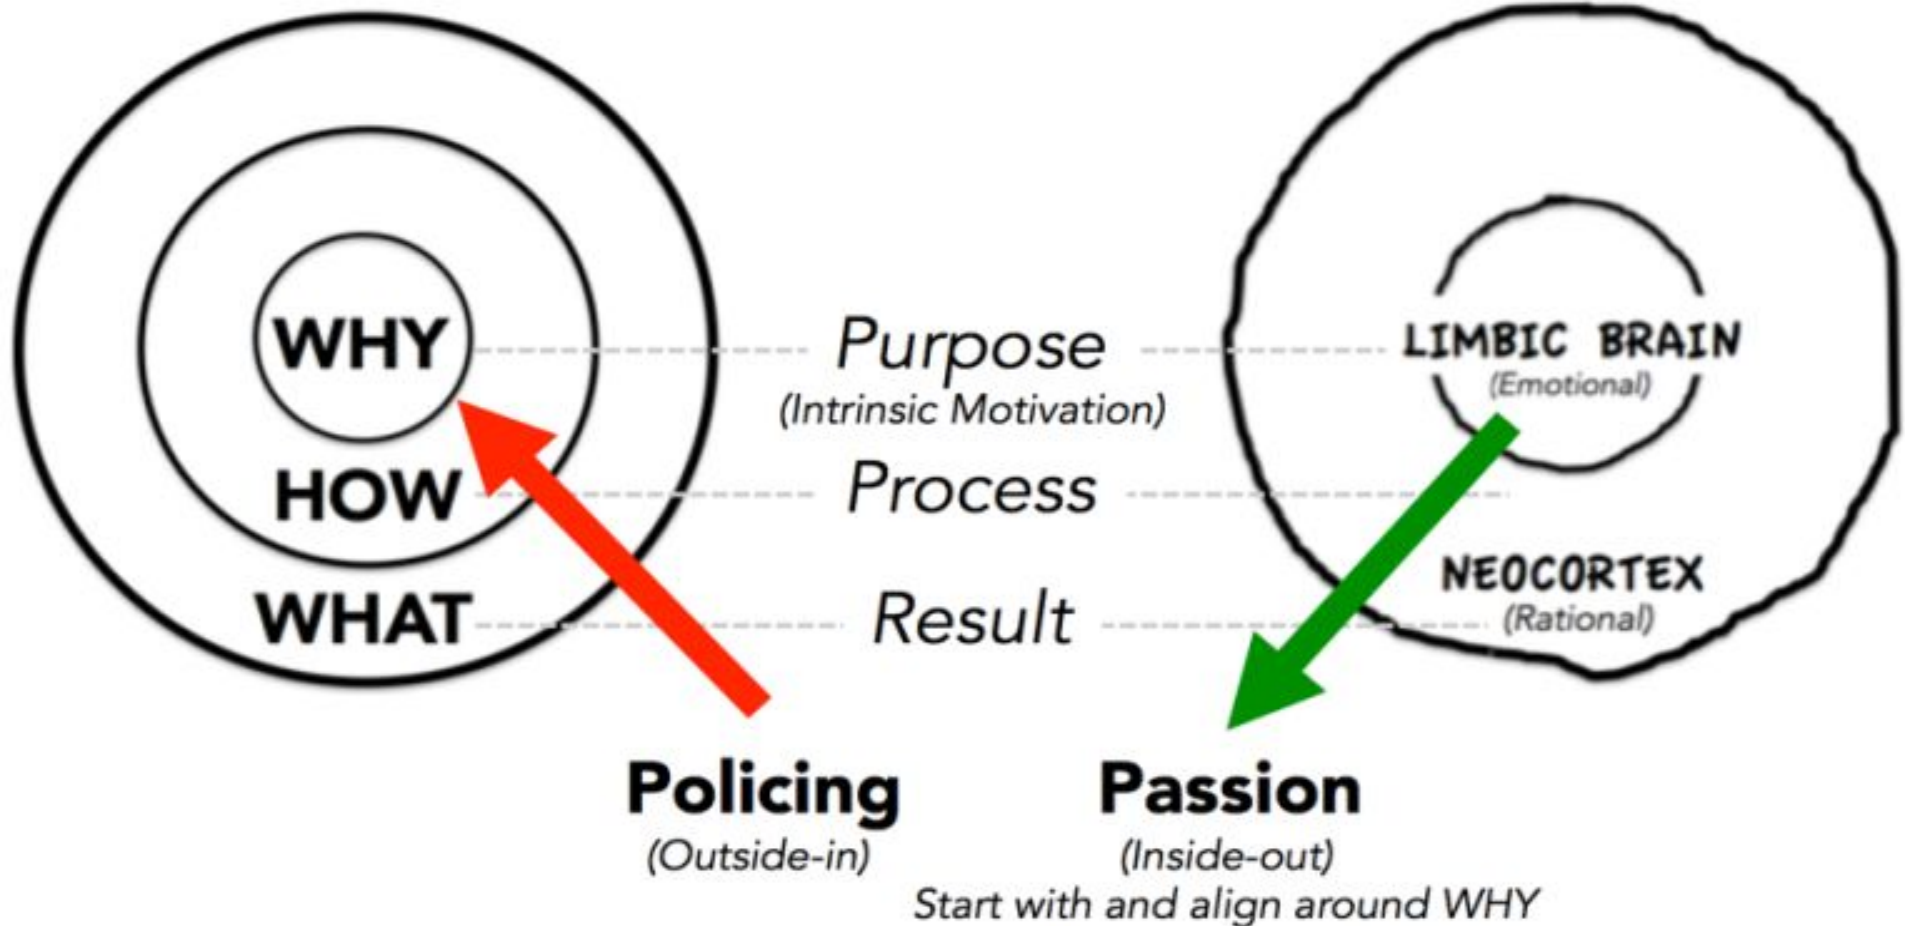 WHY
HOW
WHAT
Purpose
(Intrinsic Motivation)
Process
Result
LIMBIC BRAIN
(Emotional)
NEOCORTEX
(Rational)
Policing
(Outside-in)
Passion
(Inside-out)
Start with and align around WHY